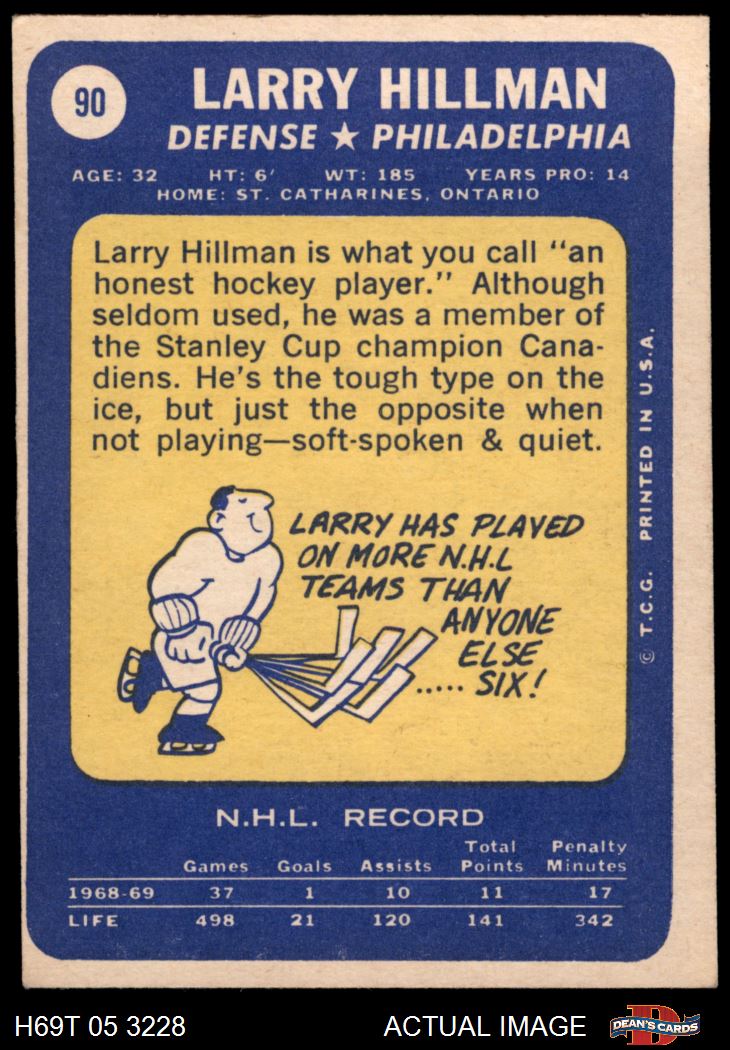 90
LARRY HILLMAN
DEFENSE ★ PHILADELPHIA
AGE: 32 HT: 6' WT: 185 YEARS PRO: 14
HOME: ST. CATHARINES, ONTARIO
Larry Hillman is what you call "an
honest hockey player." Although
seldom used, he was a member of
the Stanley Cup champion Cana-
diens. He's the tough type on the
ice, but just the opposite when
not playing—soft-spoken & quiet.
LARRY HAS PLAYED
ON MORE N.H.L
TEAMS THAN
ANYONE
ELSE
..... SIX!
© T.C.G. PRINTED IN U.S.A.
N.H.L. RECORD
Games Goals Assists Total Points Penalty Minutes
1968-69 37 1 10 11 17
LIFE 498 21 120 141 342
H69T 05 3228 ACTUAL IMAGE D DEAN'S CARDS